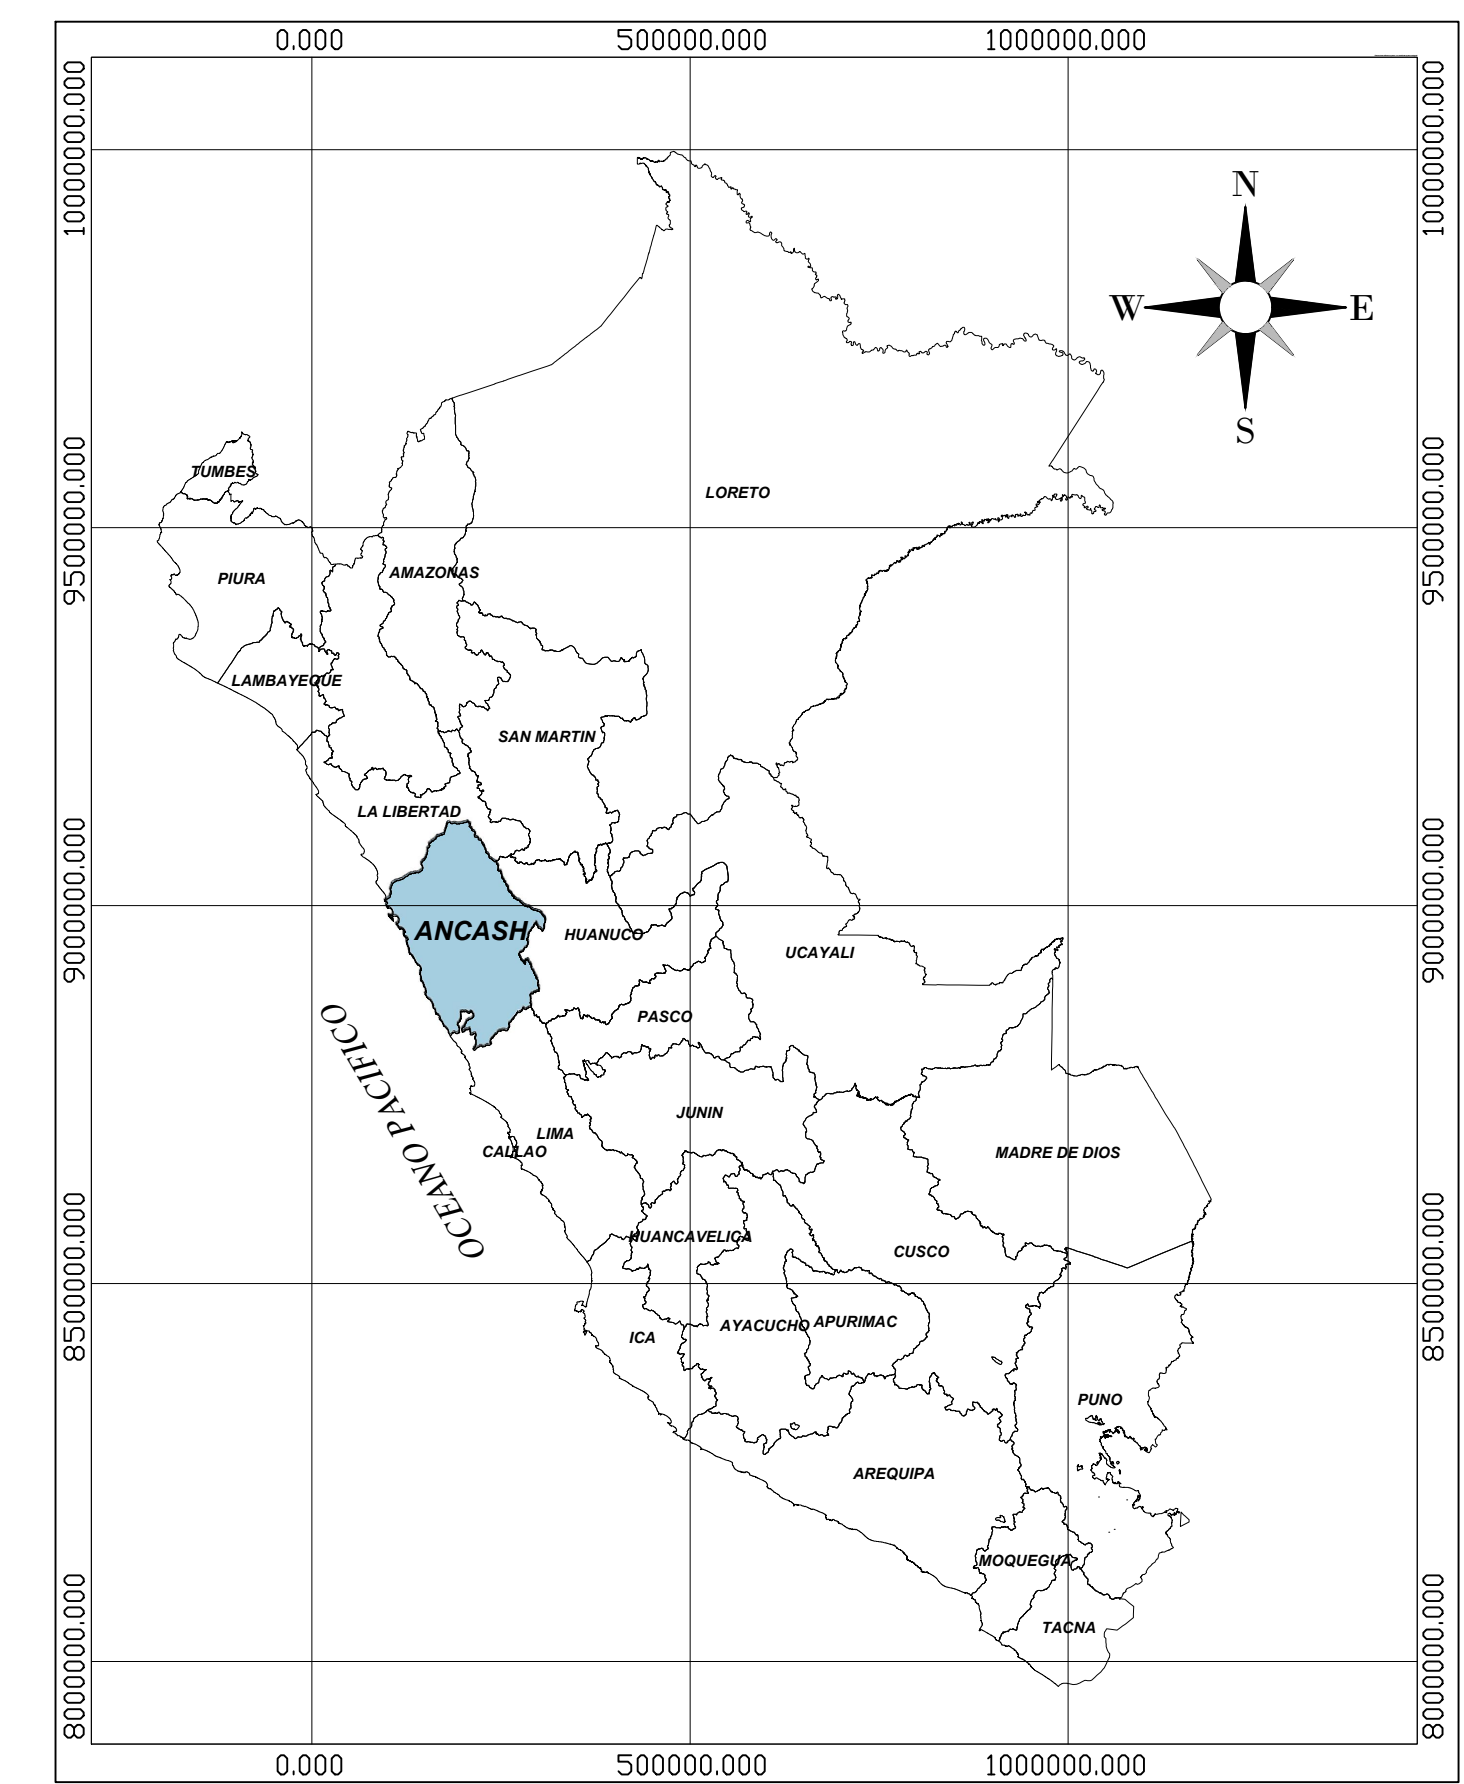 0.000 500000.000 1000000.000
10000000.000 10000000.000
N
W E
S
9500000.000 9500000.000
TUMBES
LORETO
PIURA
AMAZONAS
LAMBAYEQUE
SAN MARTIN
LA LIBERTAD
9000000.000 9000000.000
ANCASH
HUANUCO
UCAYALI
PASCO
OCEANO PACIFICO
JUNIN
LIMA
CALLAO
MADRE DE DIOS
HUANCAVELICA
CUSCO
8500000.000 8500000.000
AYACUCHO
APURIMAC
ICA
PUNO
AREQUIPA
MOQUEGUA
TACNA
8000000.000 8000000.000
0.000 500000.000 1000000.000